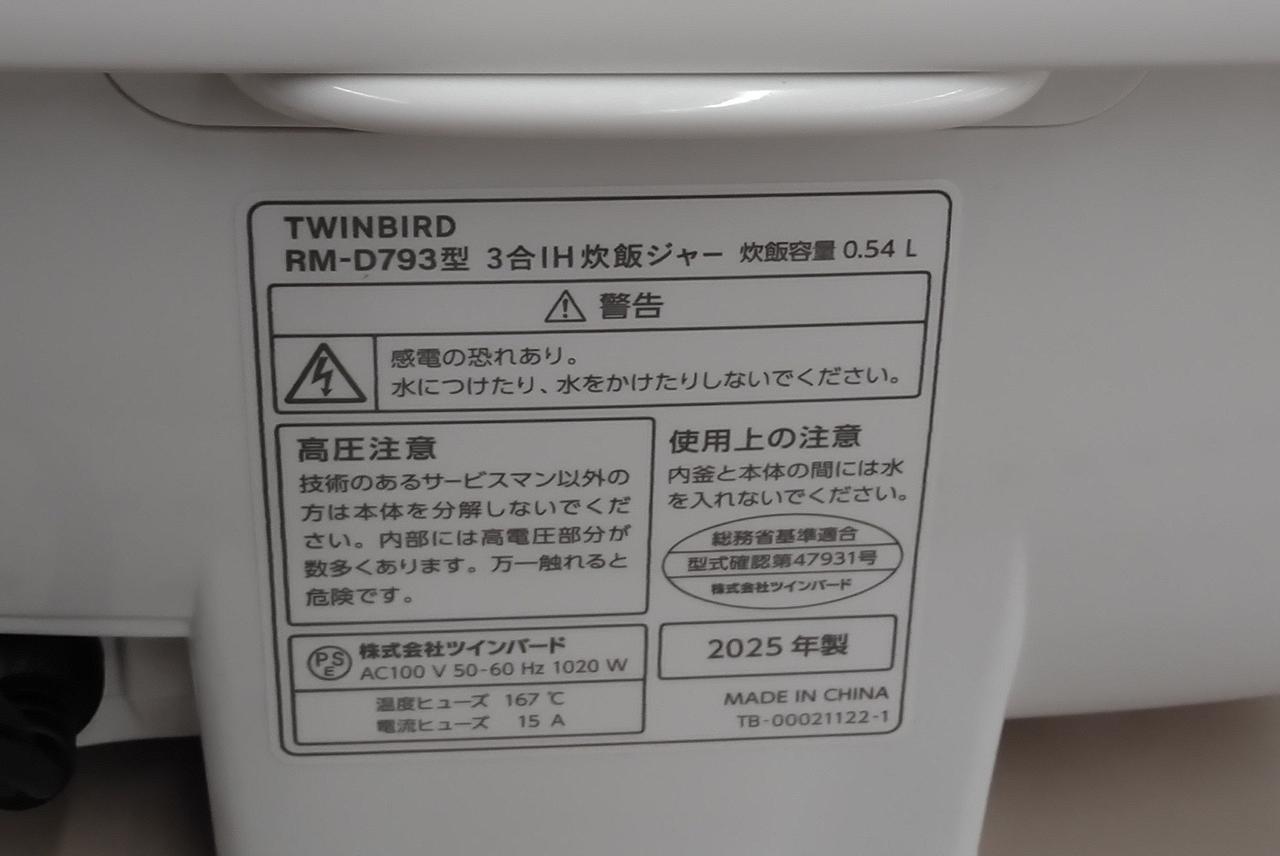 TWINBIRD
RM-D793型 3合IH炊飯ジャー 炊飯容量 0.54 L
警告
感電の恐れあり。
水につけたり、水をかけたりしないでください。
高圧注意
技術のあるサービスマン以外の
方は本体を分解しないでくだ
さい。内部には高電圧部分が
数多くあります。万一触れると
危険です。
使用上の注意
内釜と本体の間には水
を入れないでください。
総務省基準適合
型式確認第47931号
株式会社ツインバード
PSE 株式会社ツインバード
AC100 V 50-60 Hz 1020 W
温度ヒューズ 167 ℃
電流ヒューズ 15 A
2025 年製
MADE IN CHINA
TB-00021122-1